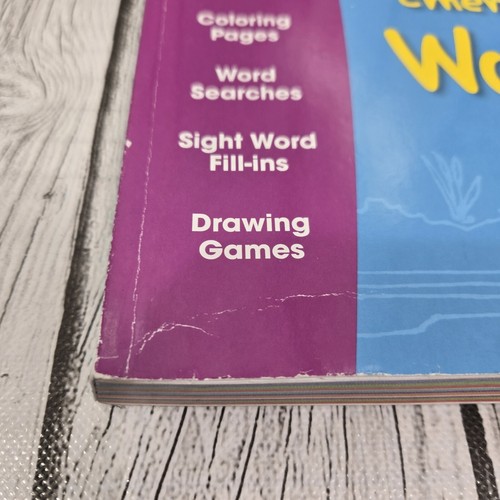 Coloring
Pages
Word
Searches
Sight Word
Fill-ins
Drawing
Games